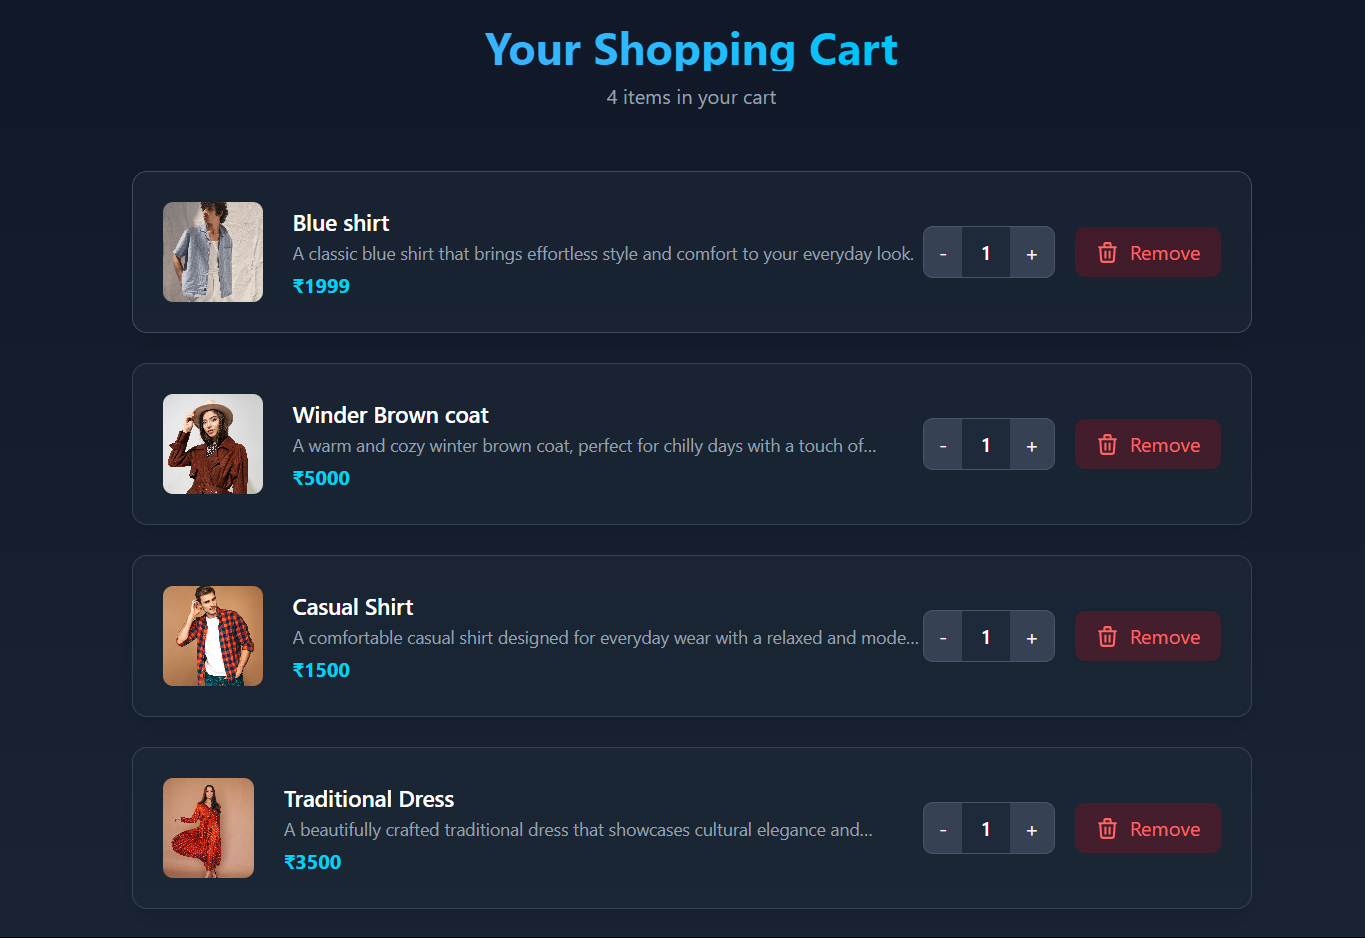 Your Shopping Cart
4 items in your cart
Blue shirt
A classic blue shirt that brings effortless style and comfort to your everyday look.
₹1999
- 1 +
Remove
Winder Brown coat
A warm and cozy winter brown coat, perfect for chilly days with a touch of...
₹5000
- 1 +
Remove
Casual Shirt
A comfortable casual shirt designed for everyday wear with a relaxed and mode...
₹1500
- 1 +
Remove
Traditional Dress
A beautifully crafted traditional dress that showcases cultural elegance and...
₹3500
- 1 +
Remove